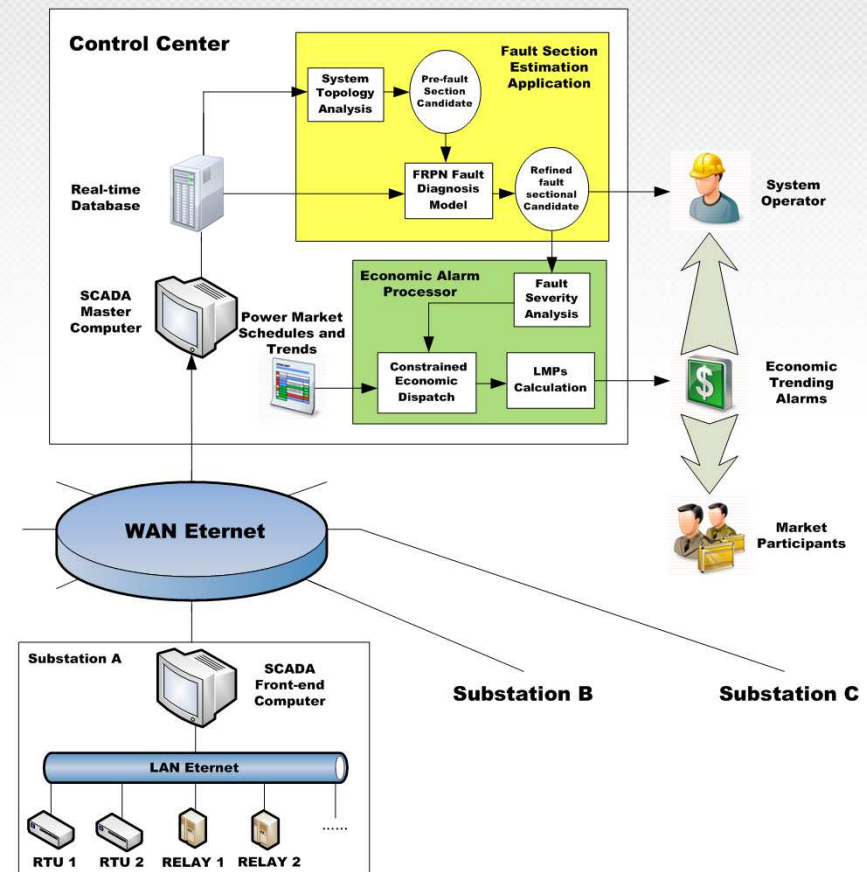 Control Center
Fault Section
Estimation
Application
System
Topology
Analysis
Pre-fault
Section
Candidate
Real-time
Database
FRPN Fault
Diagnosis
Model
Refined
fault
sectional
Candidate
System
Operator
SCADA
Master
Computer
Economic Alarm
Processor
Fault
Severity
Analysis
Power Market
Schedules and
Trends
Constrained
Economic
Dispatch
LMPs
Calculation
$
Economic
Trending
Alarms
WAN Eternet
Market
Participants
Substation A
SCADA
Front-end
Computer
Substation B
Substation C
LAN Eternet
......
RTU 1
RTU 2
RELAY 1
RELAY 2